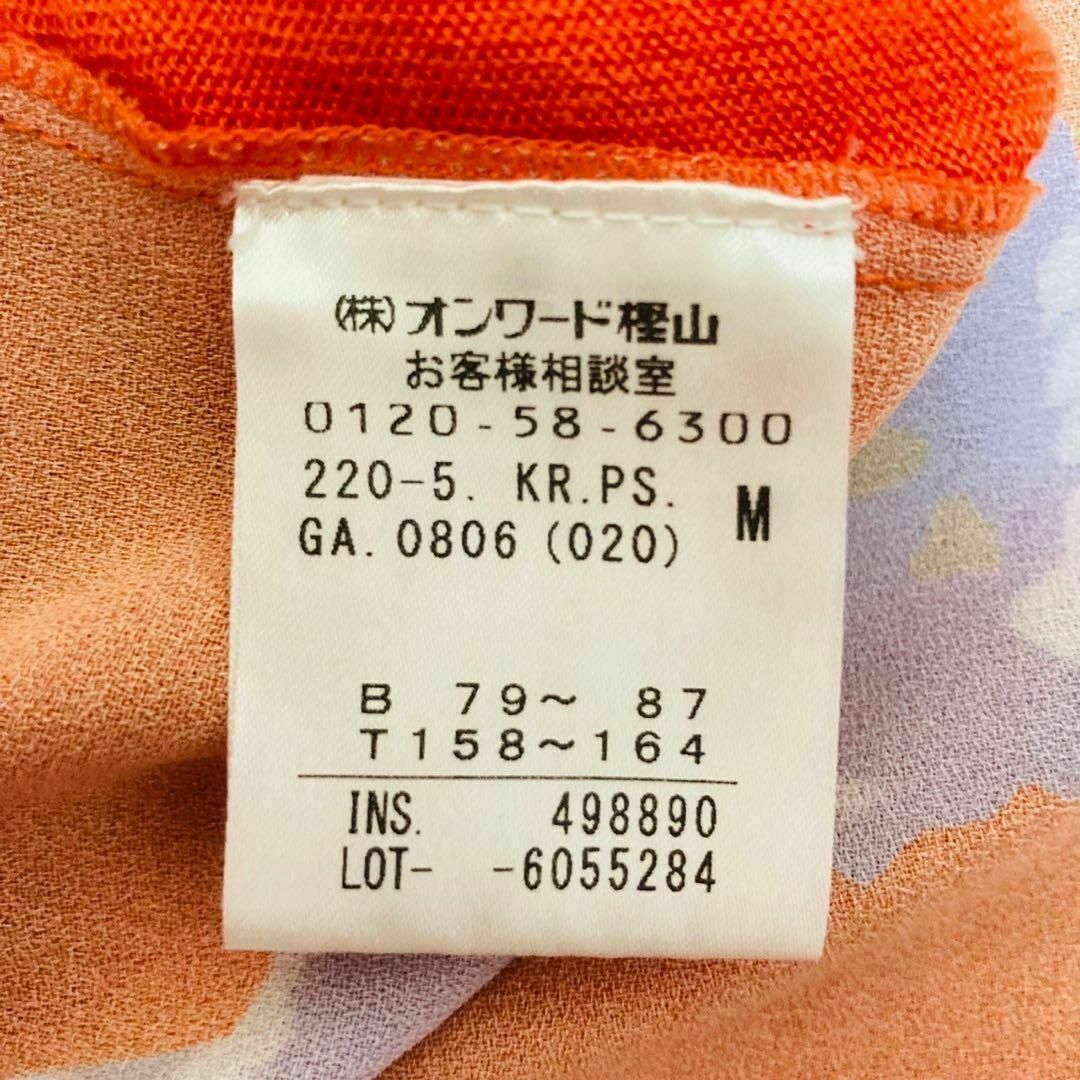 (株)オンワード樫山
お客様相談室
0120-58-6300
220-5. KR.PS.
GA.0806(020) M
B 79～ 87
T158～164
INS. 498890
LOT- -6055284